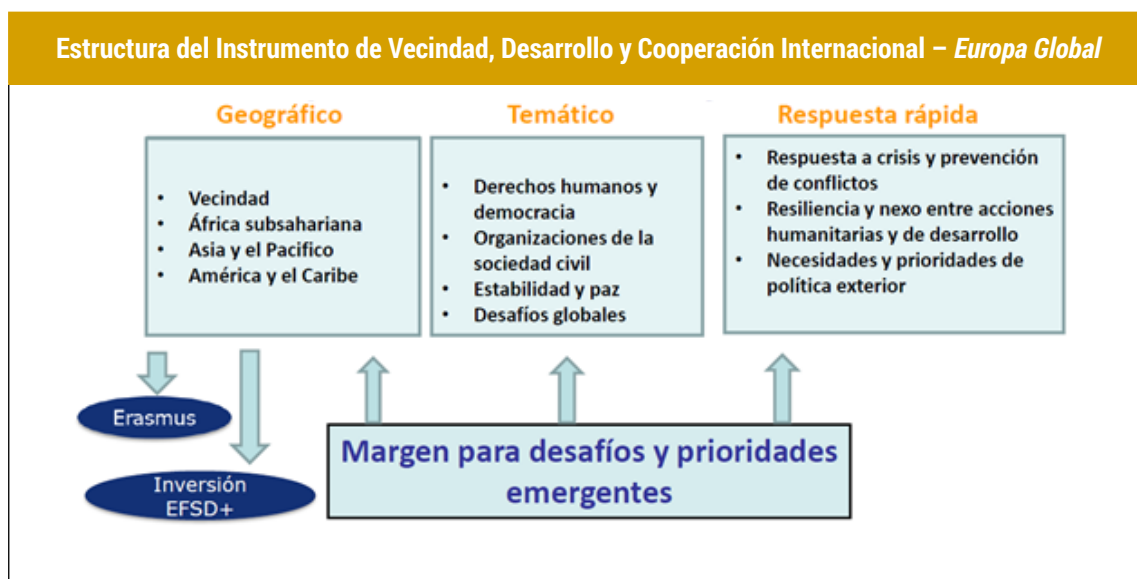 Estructura del Instrumento de Vecindad, Desarrollo y Cooperación Internacional – Europa Global
Geográfico
• Vecindad
• África subsahariana
• Asia y el Pacifico
• América y el Caribe
Temático
• Derechos humanos y
democracia
• Organizaciones de la
sociedad civil
• Estabilidad y paz
• Desafíos globales
Respuesta rápida
• Respuesta a crisis y prevención
de conflictos
• Resiliencia y nexo entre acciones
humanitarias y de desarrollo
• Necesidades y prioridades de
política exterior
Erasmus
Inversión
EFSD+
Margen para desafíos y prioridades
emergentes